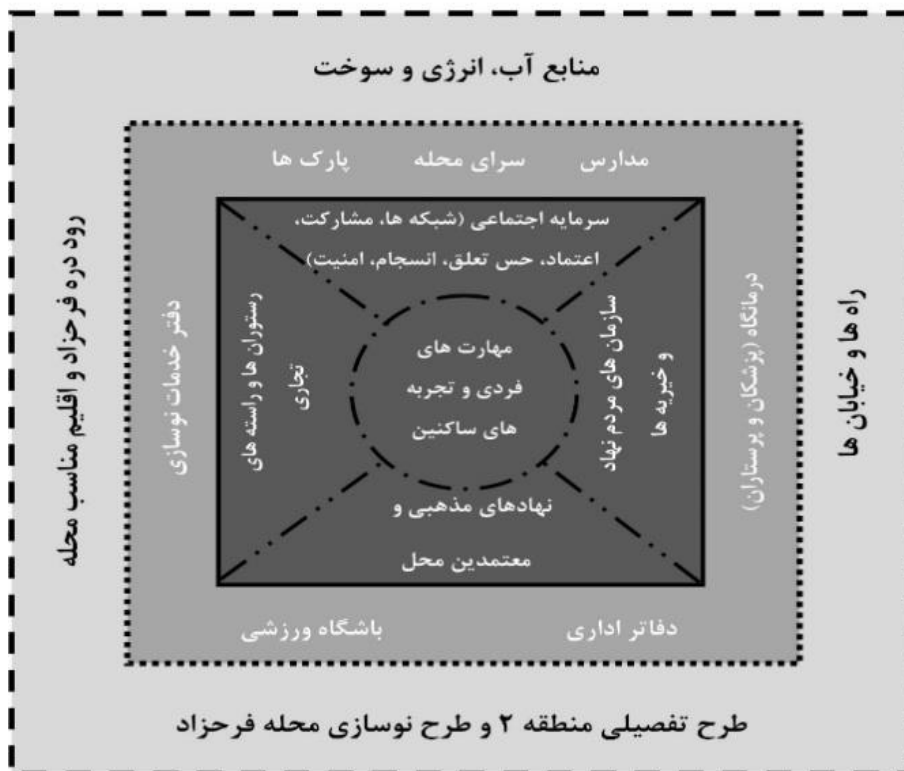 منابع آب، انرژی و سوخت
مدارس
سرای محله
پارک ها
سرمایه اجتماعی (شبکه ها، مشارکت،
اعتماد، حس تعلق، انسجام، امنیت)
راه ها و خیابان ها
درمانگاه (پزشکان و پرستاران)
سازمان های مردم نهاد
و خیریه ها
مهارت های
فردی و تجربه
های ساکنین
رستوران ها و راسته های
تجاری
دفتر خدمات نوسازی
رود دره فرحزاد و اقلیم مناسب محله
نهادهای مذهبی و
معتمدین محل
دفاتر اداری
باشگاه ورزشی
طرح تفصیلی منطقه ۲ و طرح نوسازی محله فرحزاد